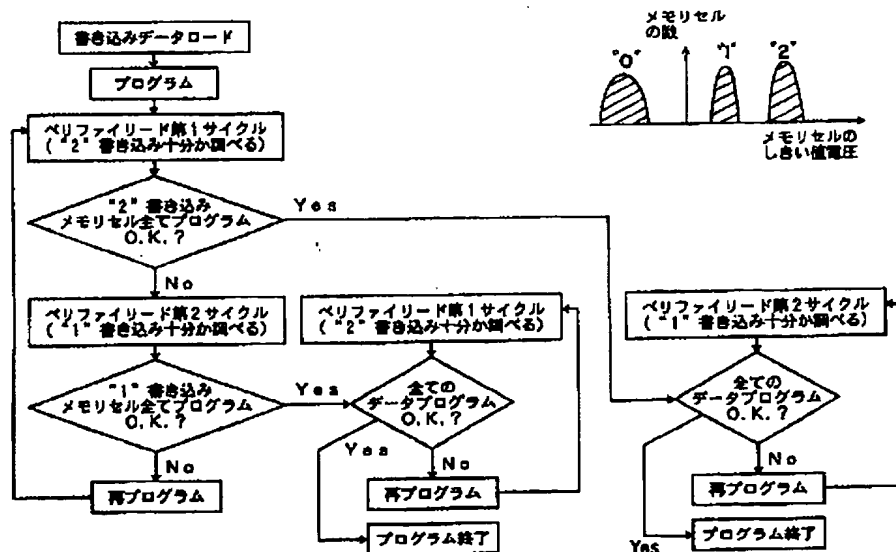 書き込みデータロード
プログラム
ベリファイリード第1サイクル
("2"書き込み十分か調べる)
"2"書き込み
メモリセル全てプログラム
O.K.?
Yes
No
ベリファイリード第2サイクル
("1"書き込み十分か調べる)
"1"書き込み
メモリセル全てプログラム
O.K.?
Yes
No
再プログラム
ベリファイリード第1サイクル
("2"書き込み十分か調べる)
全ての
データプログラム
O.K.?
Yes
No
再プログラム
プログラム終了
メモリセル
の数
"0"
"1"
"2"
メモリセルの
しきい値電圧
ベリファイリード第2サイクル
("1"書き込み十分か調べる)
全ての
データプログラム
O.K.?
No
再プログラム
Yes
プログラム終了